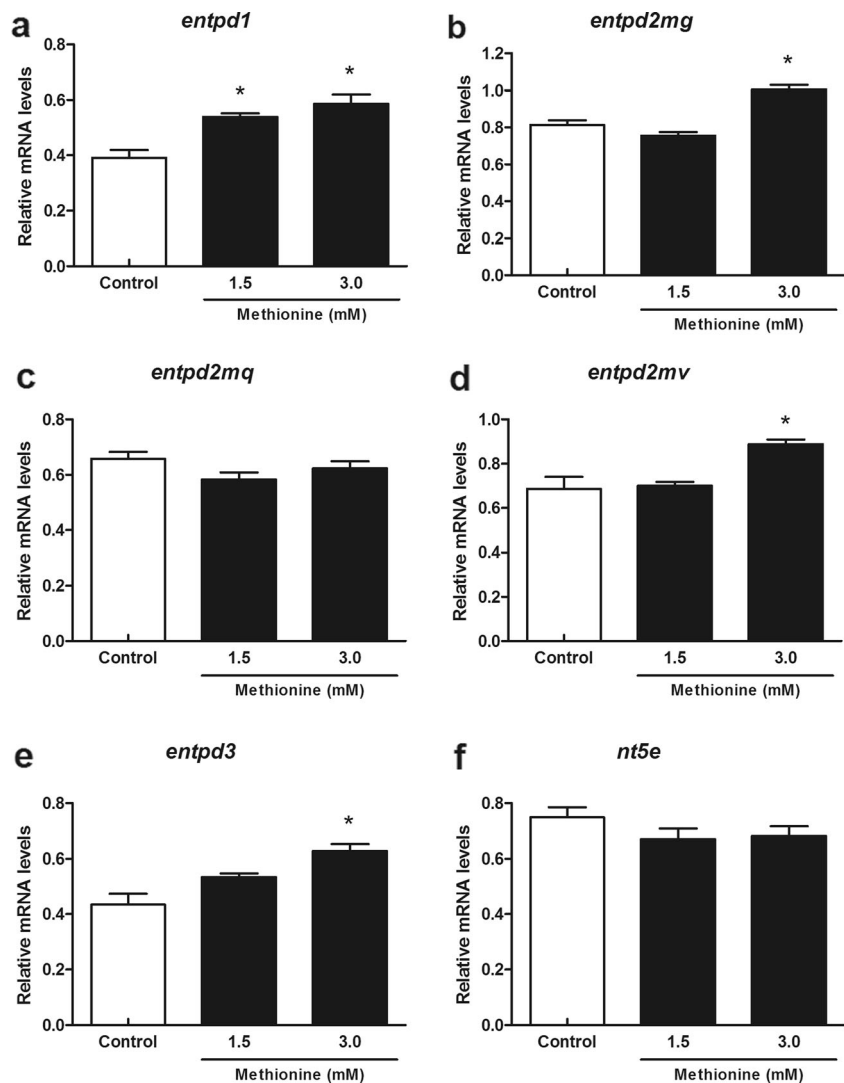 a
entpd1
Relative mRNA levels
0.8
0.6
0.4
0.2
0.0
*
*
Control
1.5
3.0
Methionine (mM)
b
entpd2mg
Relative mRNA levels
1.2
1.0
0.8
0.6
0.4
0.2
0.0
*
Control
1.5
3.0
Methionine (mM)
c
entpd2mq
Relative mRNA levels
0.8
0.6
0.4
0.2
0.0
Control
1.5
3.0
Methionine (mM)
d
entpd2mv
Relative mRNA levels
1.0
0.8
0.6
0.4
0.2
0.0
*
Control
1.5
3.0
Methionine (mM)
e
entpd3
Relative mRNA levels
0.8
0.6
0.4
0.2
0.0
*
Control
1.5
3.0
Methionine (mM)
f
nt5e
Relative mRNA levels
0.8
0.6
0.4
0.2
0.0
Control
1.5
3.0
Methionine (mM)